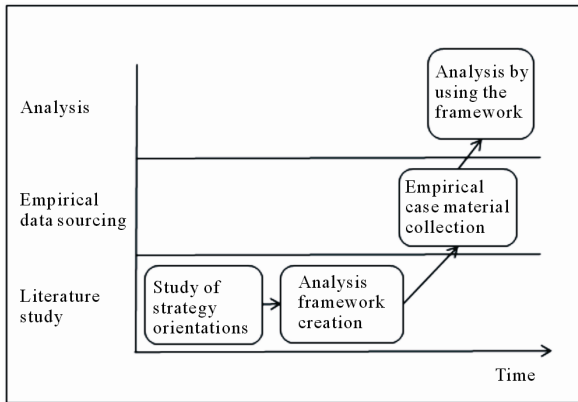 Analysis
Analysis by
using the
framework
Empirical
data sourcing
Empirical
case material
collection
Literature
study
Study of
strategy
orientations
Analysis
framework
creation
Time